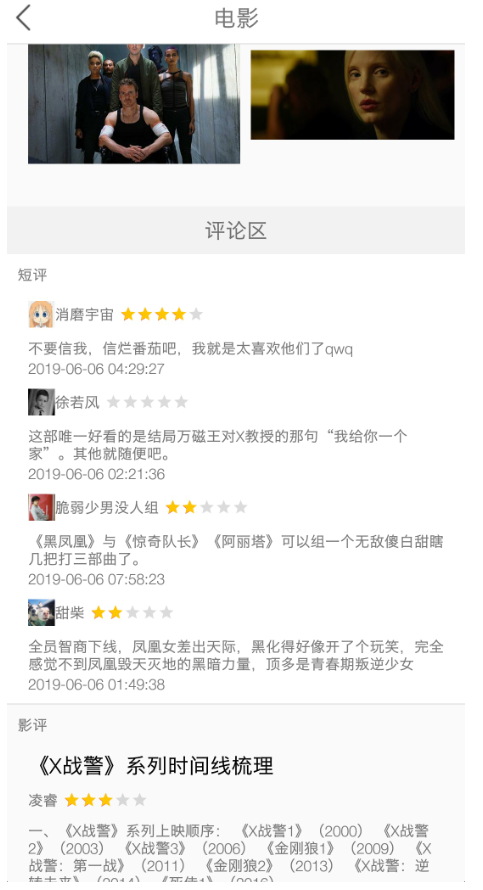 电影
评论区
短评
消磨宇宙
不要信我，信烂番茄吧，我就是太喜欢他们了qwq
2019-06-06 04:29:27
徐若风
这部唯一好看的是结局万磁王对X教授的那句“我给你一个
家”。其他就随便吧。
2019-06-06 02:21:36
脆弱少男没人组
《黑凤凰》与《惊奇队长》《阿丽塔》可以组一个无敌傻白甜瞎
几把打三部曲了。
2019-06-06 07:58:23
甜柴
全员智商下线，凤凰女差出天际，黑化得好像开了个玩笑，完全
感觉不到凤凰毁天灭地的黑暗力量，顶多是青春期叛逆少女
2019-06-06 01:49:38
影评
《X战警》系列时间线梳理
凌睿
一、《X战警》系列上映顺序： 《X战警1》（2000） 《X战警
2》（2003） 《X战警3》（2006） 《金刚狼1》（2009） 《X
战警：第一战》（2011） 《金刚狼2》（2013） 《X战警：逆
转未来》（2014） 《死侍1》（2016）